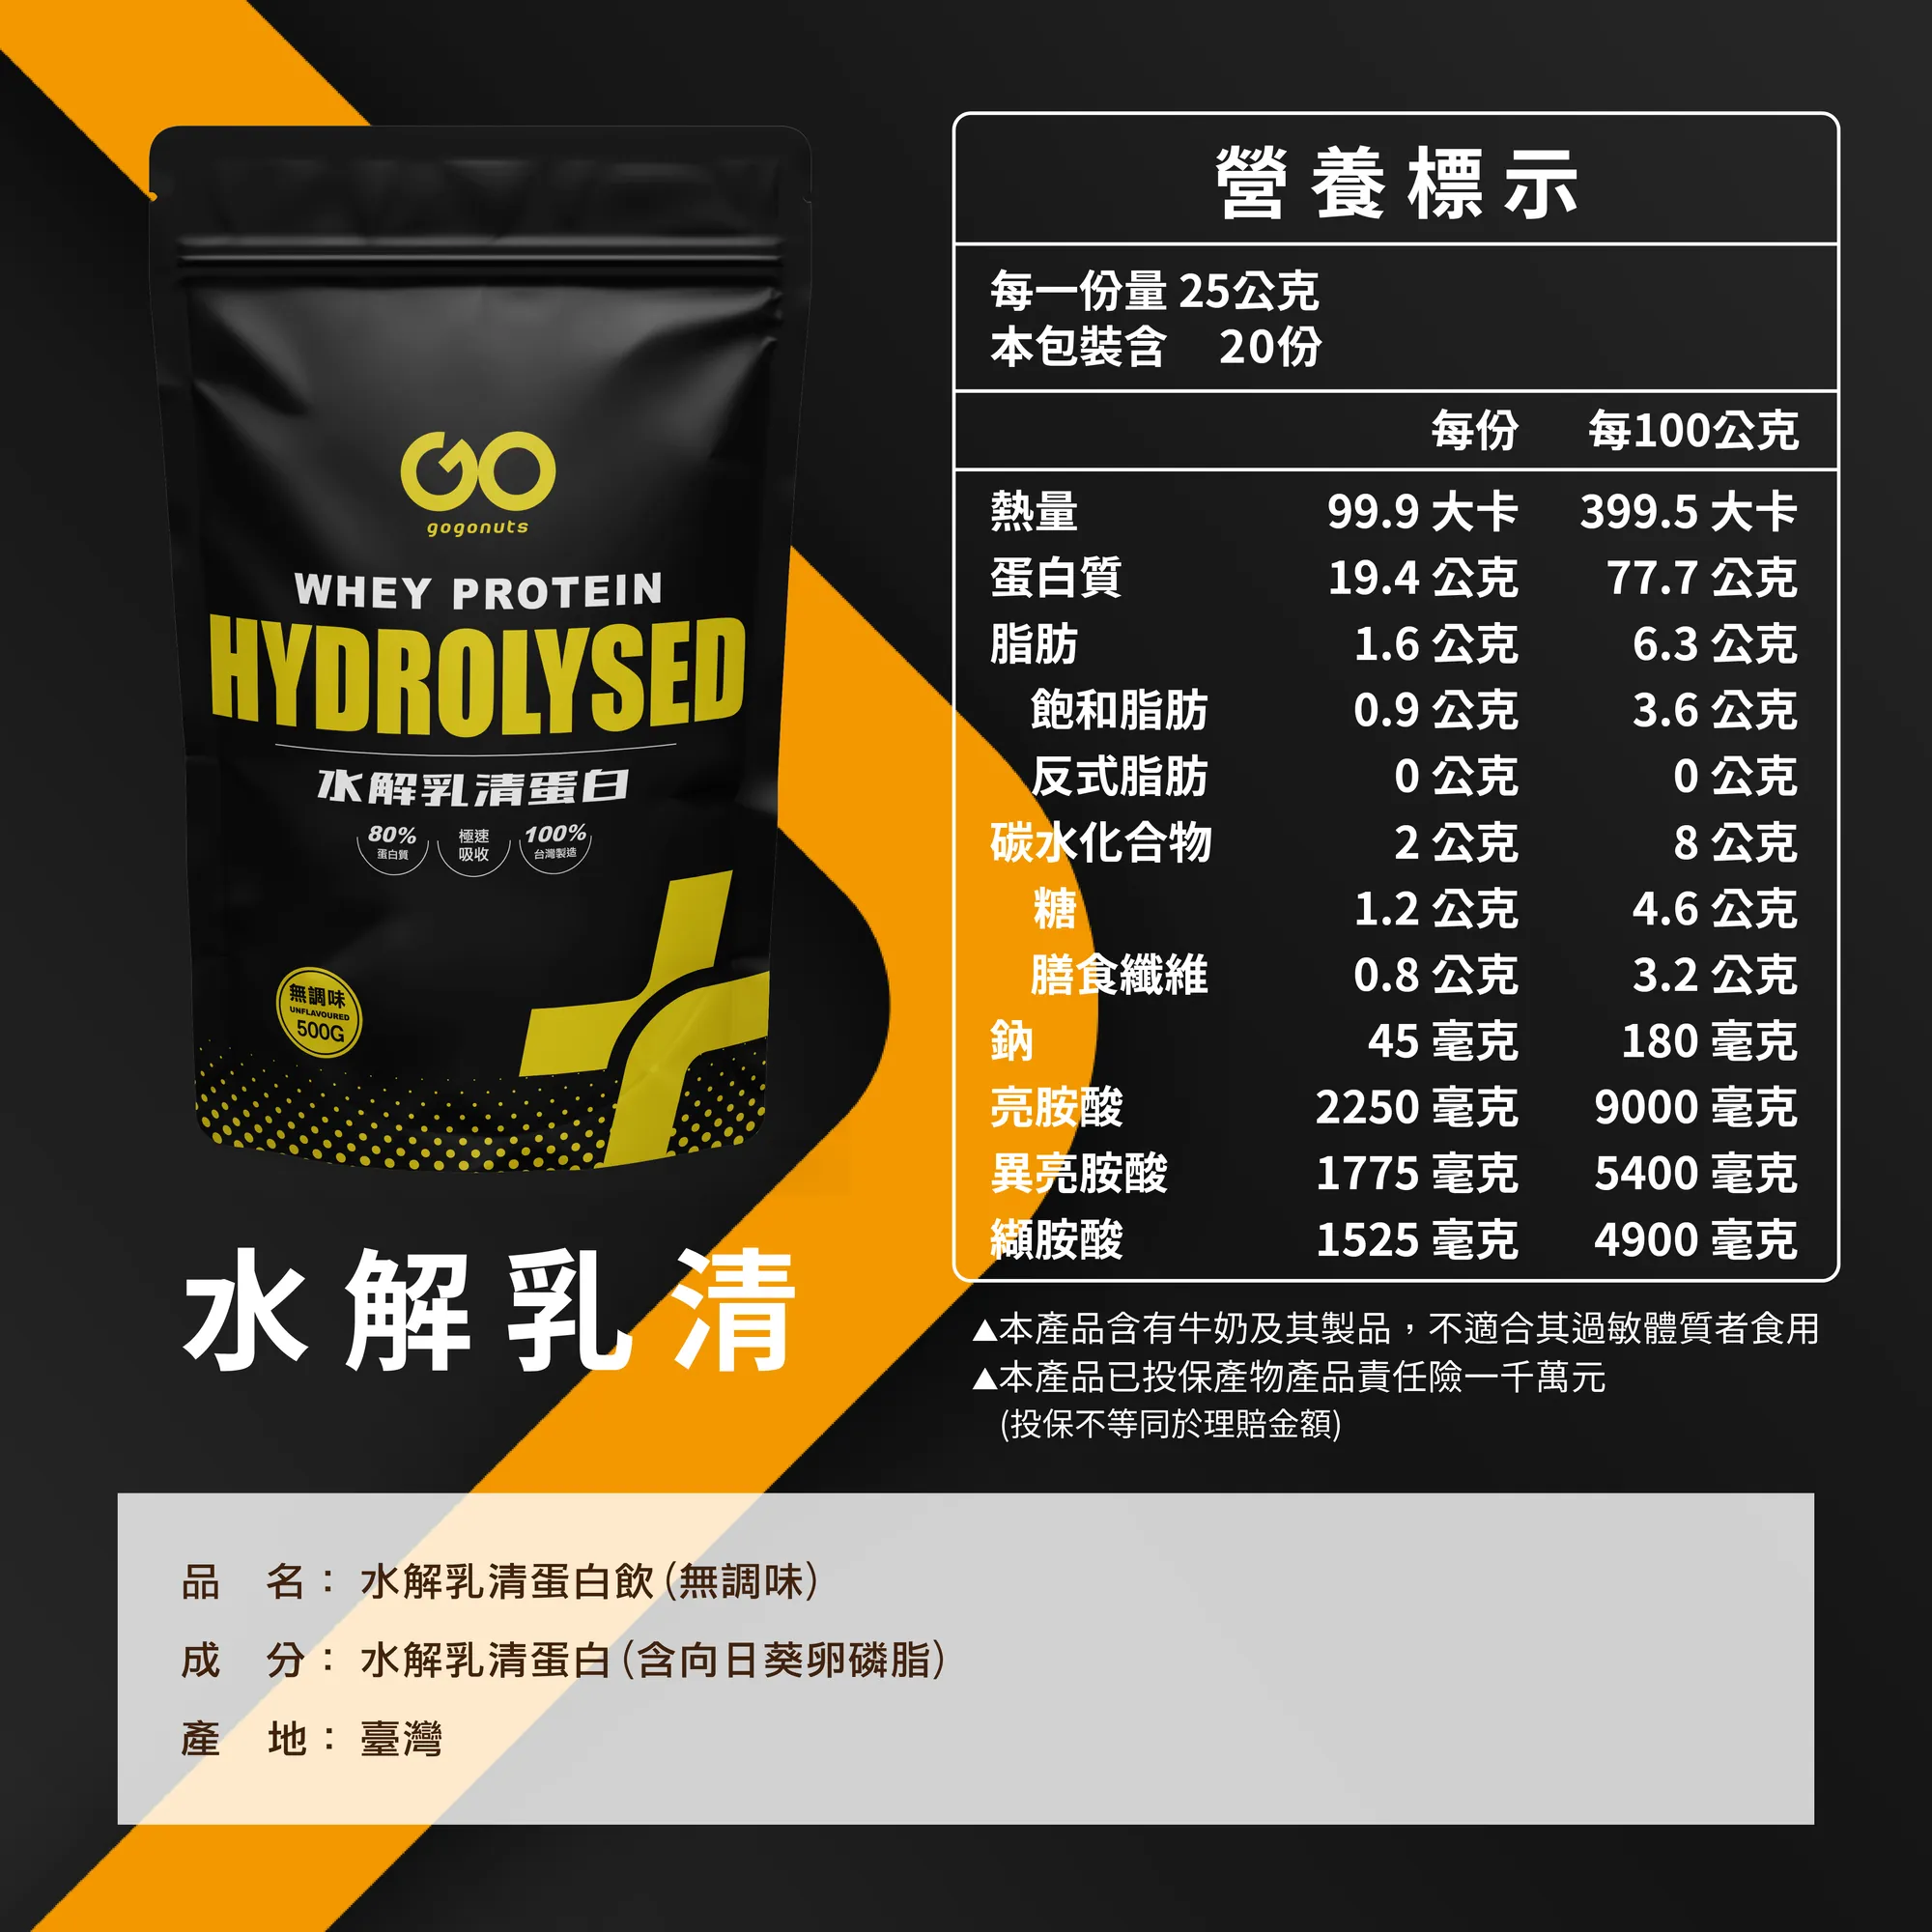 GO
gogonuts
WHEY PROTEIN
HYDROLYSED
水解乳清蛋白
80%
蛋白質
極速
吸收
100%
台灣製造
無調味
UNFLAVOURED
500G
水解乳清
營養標示
每一份量 25公克
本包裝含 20份
每份 每100公克
熱量 99.9 大卡 399.5 大卡
蛋白質 19.4 公克 77.7 公克
脂肪 1.6 公克 6.3 公克
飽和脂肪 0.9 公克 3.6 公克
反式脂肪 0 公克 0 公克
碳水化合物 2 公克 8 公克
糖 1.2 公克 4.6 公克
膳食纖維 0.8 公克 3.2 公克
鈉 45 毫克 180 毫克
亮胺酸 2250 毫克 9000 毫克
異亮胺酸 1775 毫克 5400 毫克
纈胺酸 1525 毫克 4900 毫克
▲本產品含有牛奶及其製品，不適合其過敏體質者食用
▲本產品已投保產物產品責任險一千萬元
(投保不等同於理賠金額)
品 名：水解乳清蛋白飲(無調味)
成 分：水解乳清蛋白(含向日葵卵磷脂)
產 地：臺灣